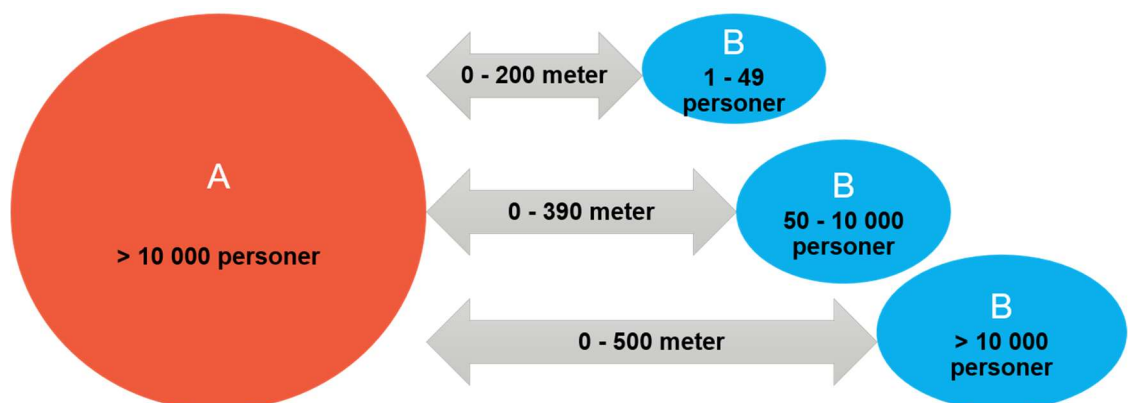 A
> 10 000 personer
0 - 200 meter
B
1 - 49
personer
0 - 390 meter
B
50 - 10 000
personer
0 - 500 meter
B
> 10 000
personer